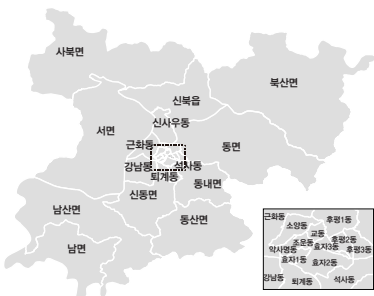 사북면
북산면
신북읍
신사우동
서면
근화동
동면
강남동
석사동
퇴계동
동내면
신동면
남산면
동산면
남면
근화동
소양동
후평1동
교동
조운동
후평2동
약사명동
효자3동
후평3동
효자1동
효자2동
강남동
퇴계동
석사동